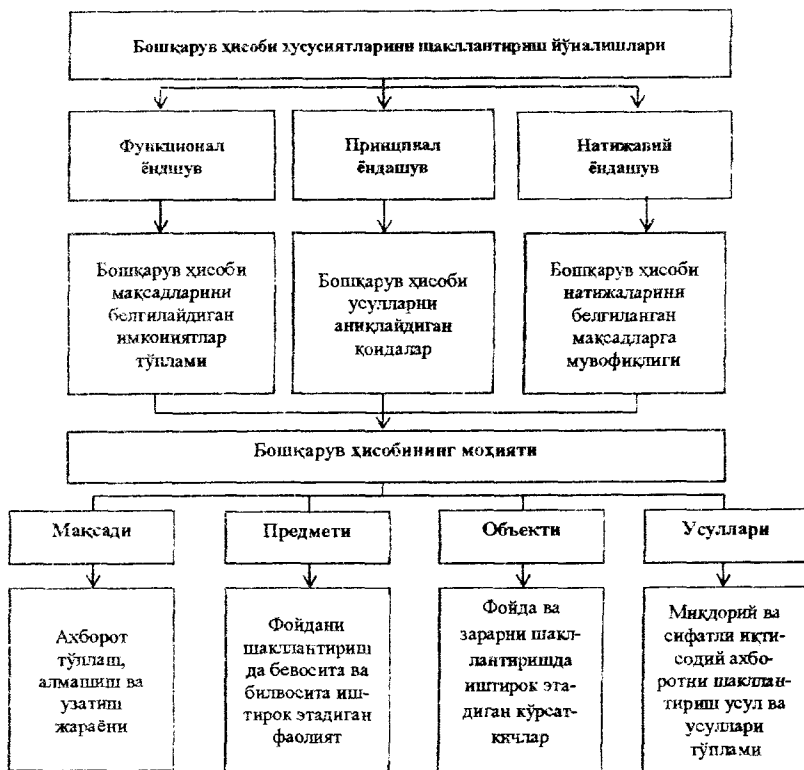 Бошқарув ҳисоби хусусиятларини шакллантириш йўналишлари
Функционал
ёндшув
Принципал
ёндашув
Натижавий
ёндашув
Бошқарув ҳисоби
мақсадларини
белгилайдиган
имкониятлар
тўплами
Бошқарув ҳисоби
усулларни
аниқлайдиган
қоидалар
Бошқарув ҳисоби
натижаларини
белгиланган
мақсадларга
мувофиқлиги
Бошқарув ҳисобининг моҳияти
Мақсади
Предмети
Объекти
Усуллари
Ахборот
тўплаш,
алмашиш ва
узатиш
жараёни
Фойдани
шакллантириш
да бевосита ва
билвосита иш-
тирок этадиган
фаолият
Фойда ва
зарарни шакл-
лантиришда
иштирок эта-
диган кўрсат-
кичлар
Миқдорий ва
сифатли иқти-
содий ахбо-
ротни шакллан-
тириш усул ва
усуллари
тўплами